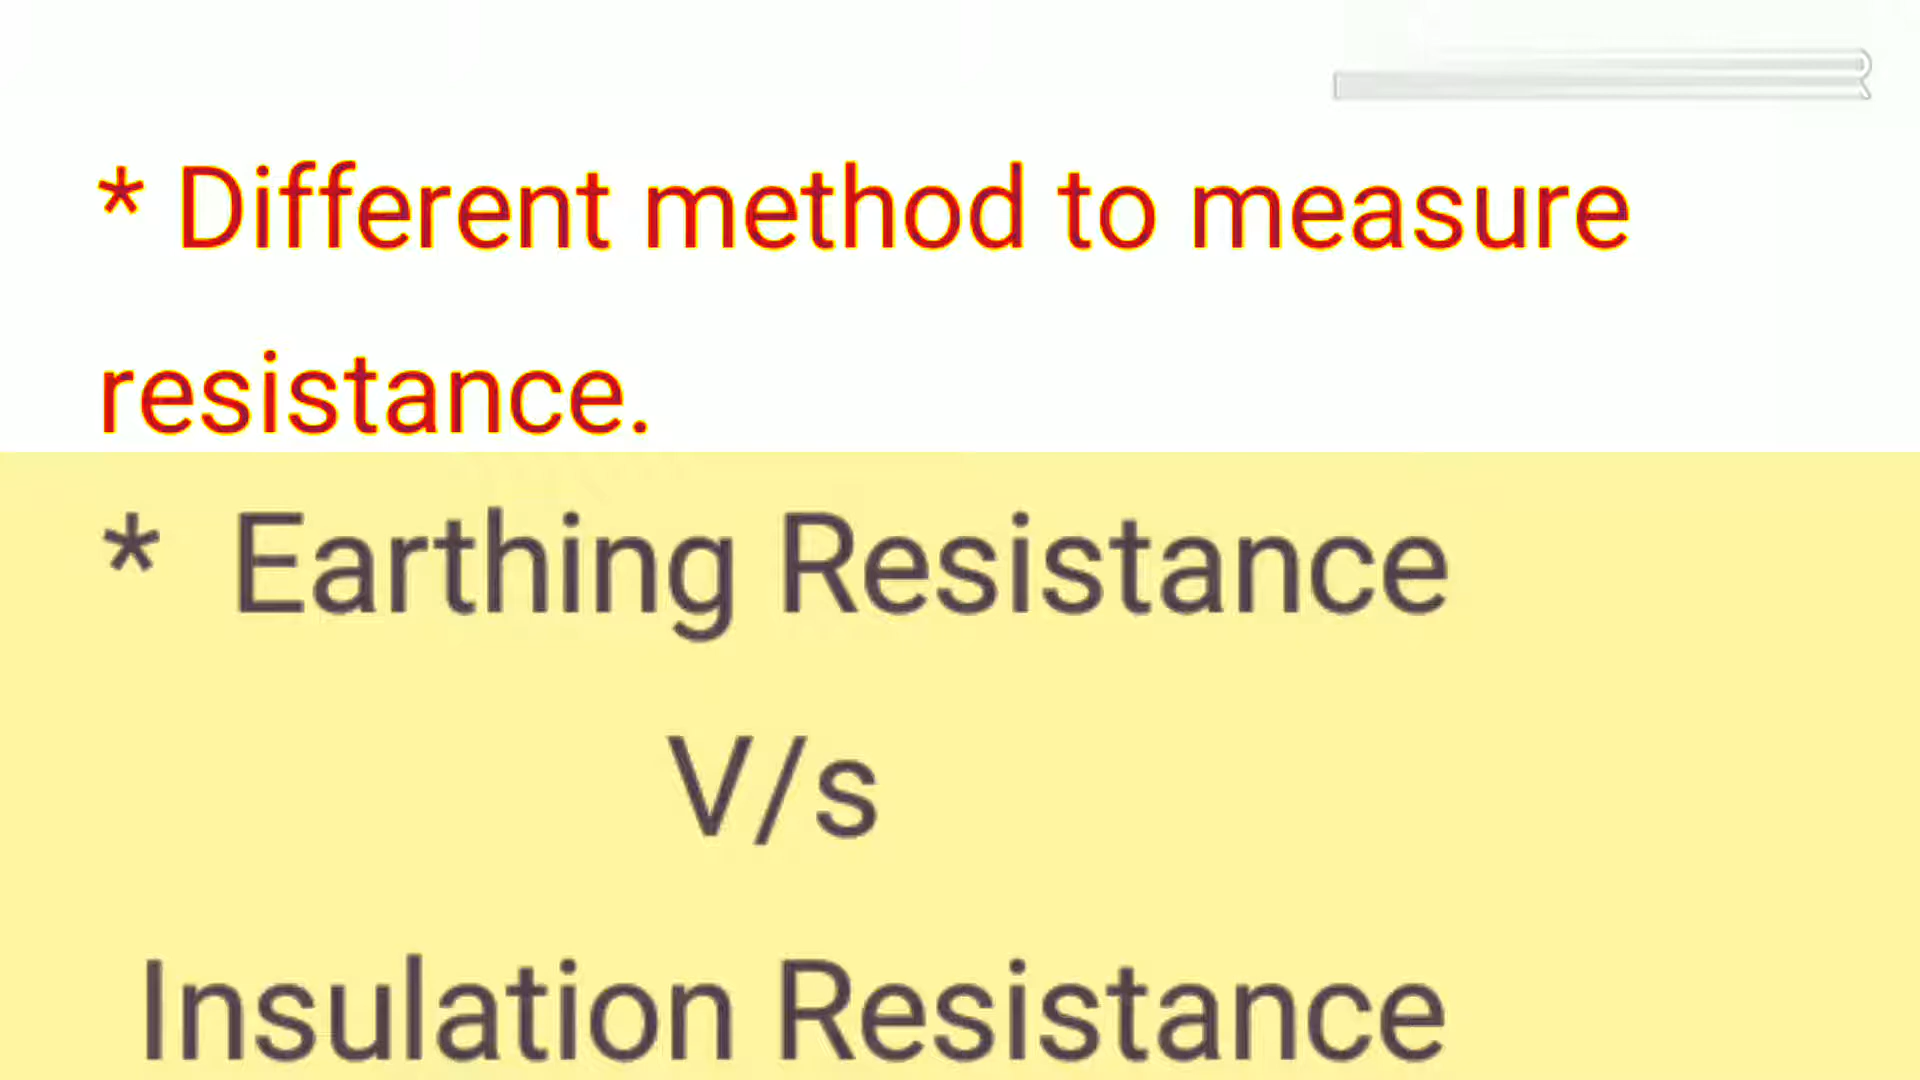 * Different method to measure
resistance.
* Earthing Resistance
V/s
Insulation Resistance